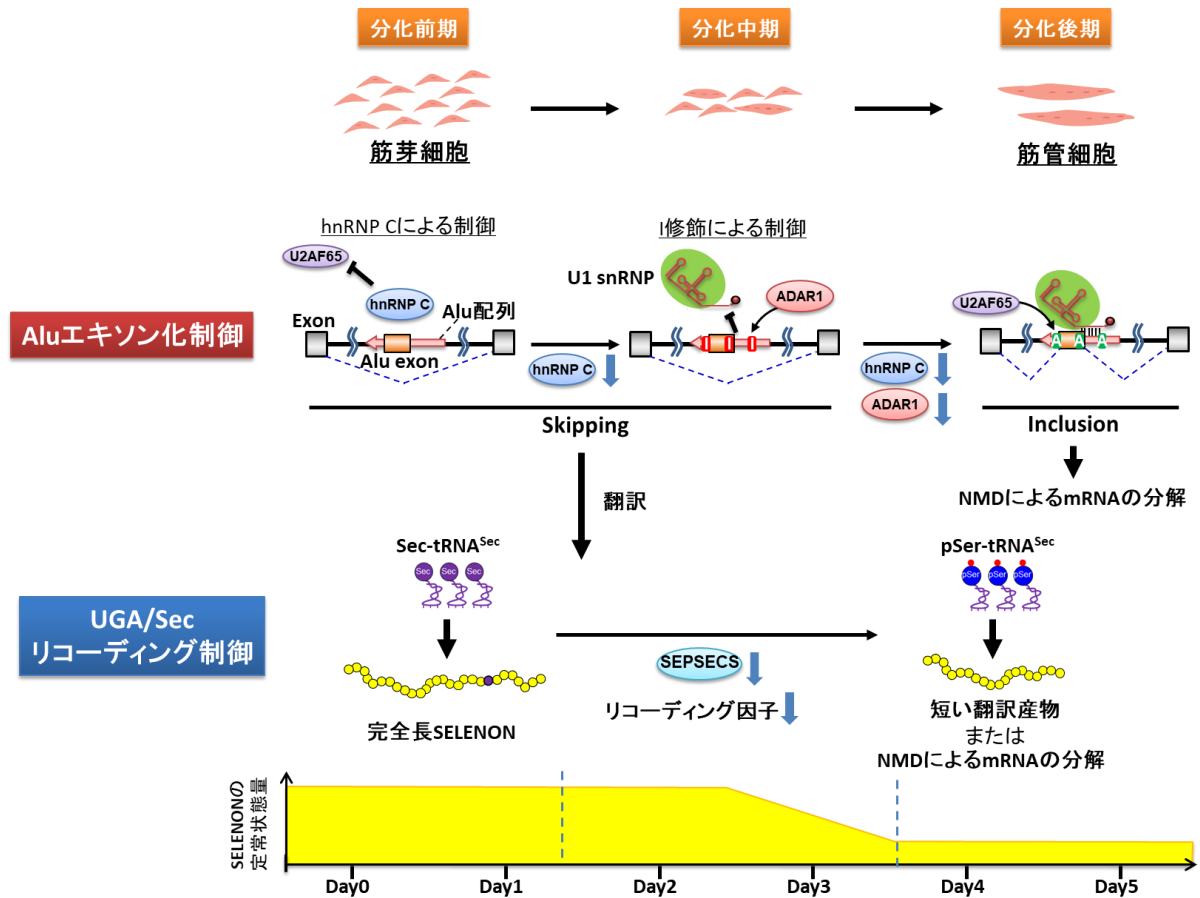 分化前期
分化中期
分化後期
筋芽細胞
筋管細胞
hnRNP Cによる制御
I修飾による制御
U2AF65
hnRNP C
U1 snRNP
ADAR1
U2AF65
Aluエキソン化制御
Exon
Alu配列
Alu exon
I
I
I
A
A
A
hnRNP C
hnRNP C
ADAR1
Skipping
Inclusion
翻訳
NMDによるmRNAの分解
Sec-tRNASec
pSer-tRNASec
Sec
Sec
Sec
pSer
pSer
pSer
UGA/Sec
リコーディング制御
SEPSECS
リコーディング因子
完全長SELENON
短い翻訳産物
または
NMDによるmRNAの分解
SELENONの
定常状態量
Day0
Day1
Day2
Day3
Day4
Day5